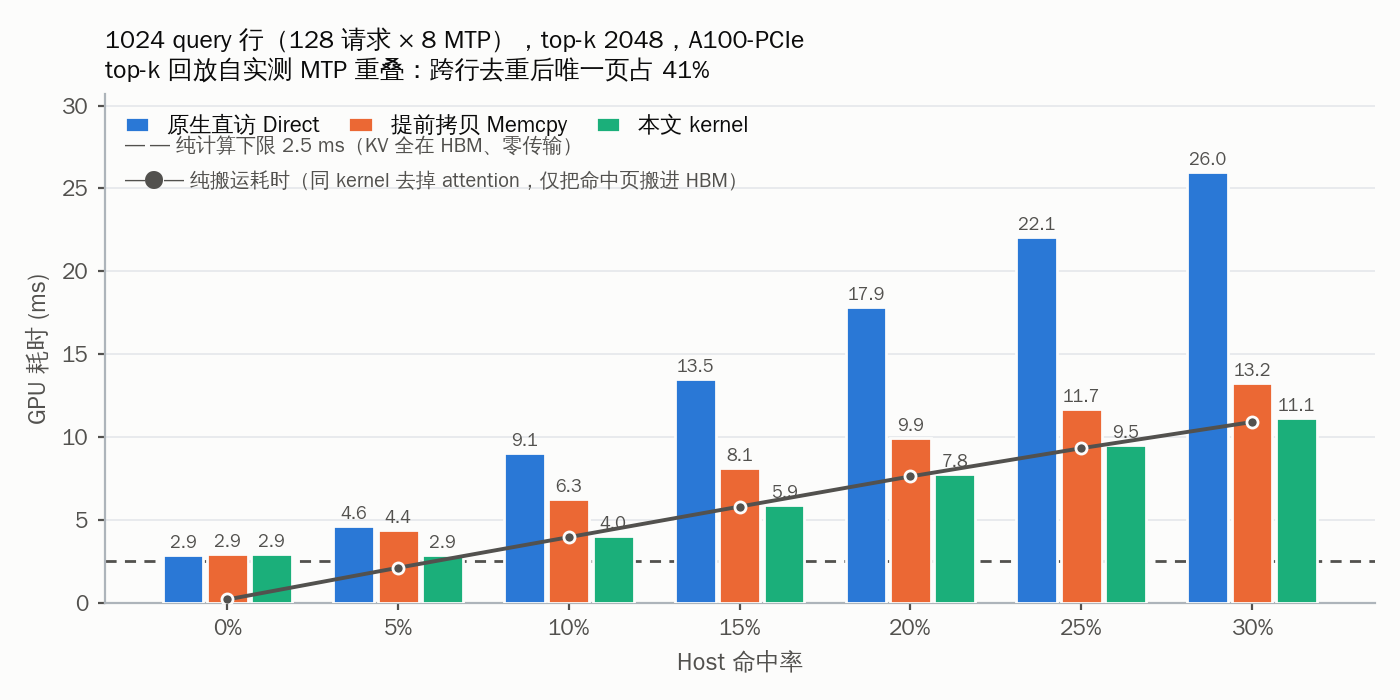 1024 query 行（128 请求 × 8 MTP），top-k 2048，A100-PCIe
top-k 回放自实测 MTP 重叠：跨行去重后唯一页占 41%
原生直访 Direct 提前拷贝 Memcpy 本文 kernel
纯计算下限 2.5 ms（KV 全在 HBM、零传输）
纯搬运耗时（同 kernel 去掉 attention，仅把命中页搬进 HBM）
GPU 耗时 (ms)
30
25
20
15
10
5
0
2.9 2.9 2.9
4.6 4.4 2.9
9.1 6.3 4.0
13.5 8.1 5.9
17.9 9.9 7.8
22.1 11.7 9.5
26.0 13.2 11.1
0% 5% 10% 15% 20% 25% 30%
Host 命中率